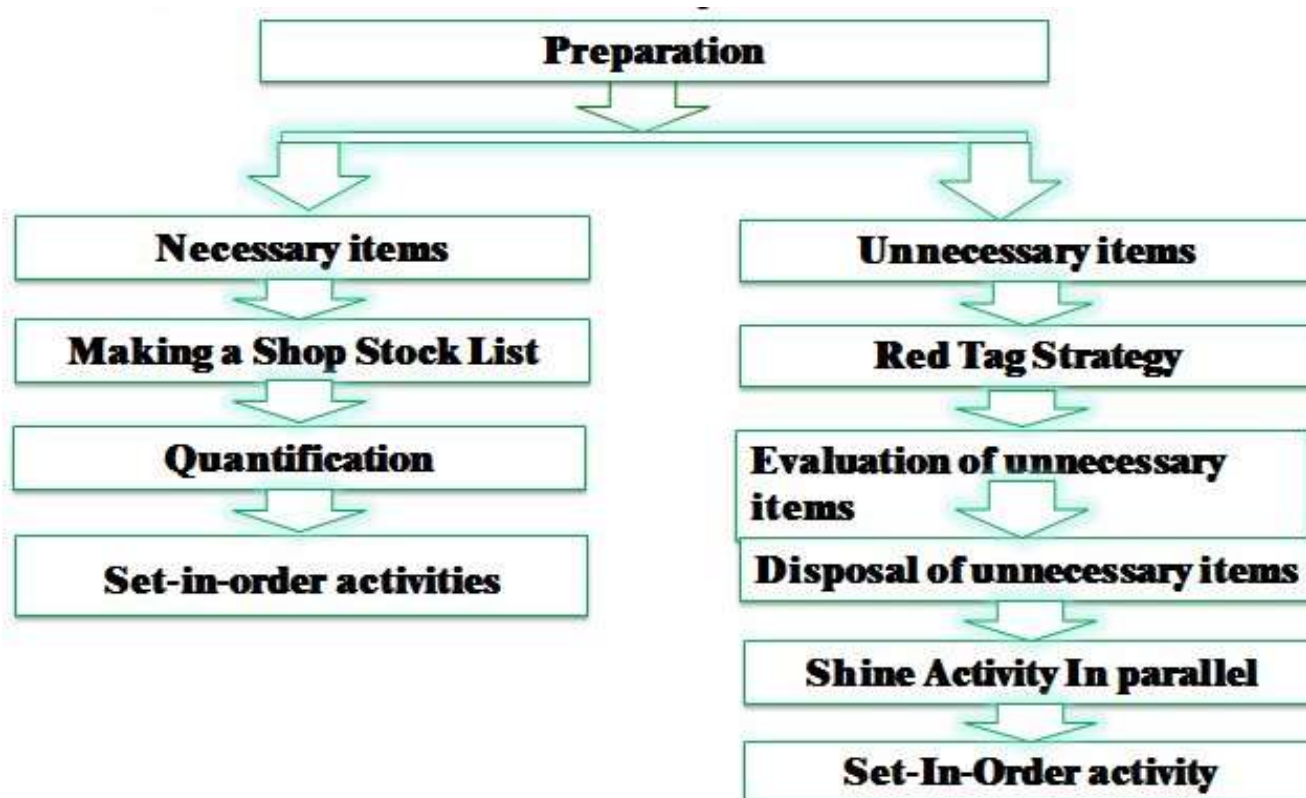 Preparation
Necessary items
Making a Shop Stock List
Quantification
Set-in-order activities
Unnecessary items
Red Tag Strategy
Evaluation of unnecessary
items
Disposal of unnecessary items
Shine Activity In parallel
Set-In-Order activity